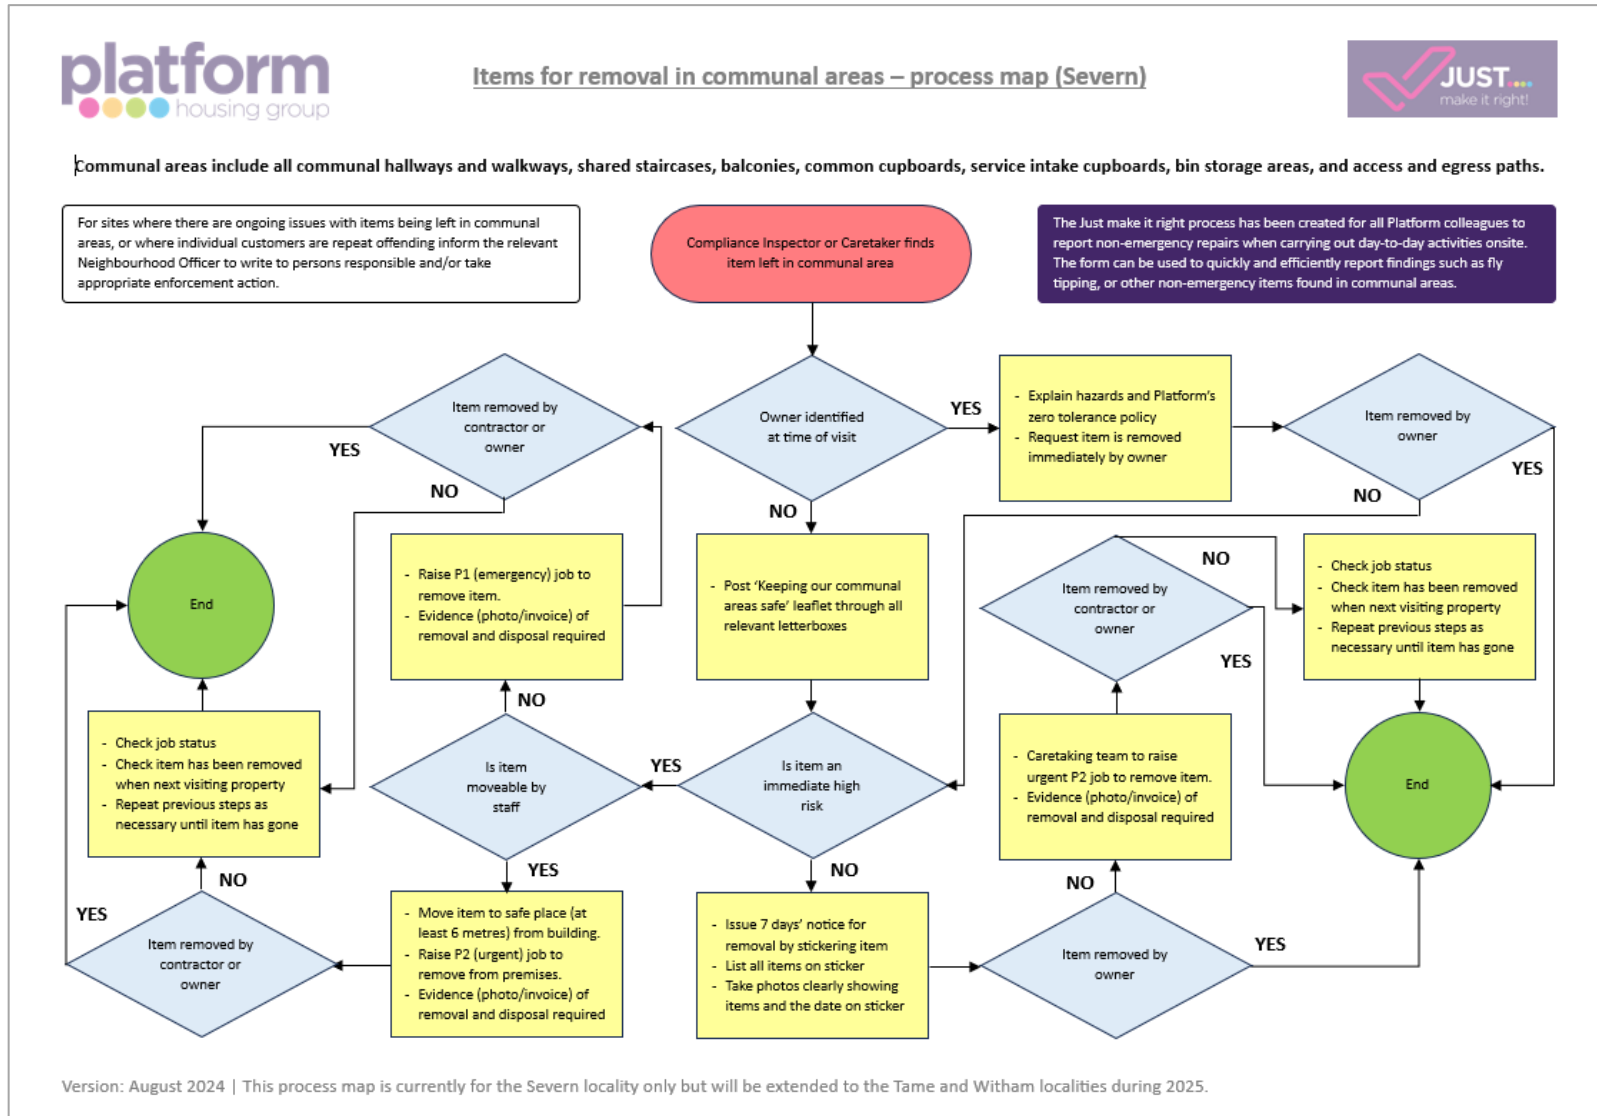 platform
housing group
Items for removal in communal areas – process map (Severn)
JUST....
make it right!
Communal areas include all communal hallways and walkways, shared staircases, balconies, common cupboards, service intake cupboards, bin storage areas, and access and egress paths.
For sites where there are ongoing issues with items being left in communal
areas, or where individual customers are repeat offending inform the relevant
Neighbourhood Officer to write to persons responsible and/or take
appropriate enforcement action.
Compliance Inspector or Caretaker finds
item left in communal area
The Just make it right process has been created for all Platform colleagues to
report non-emergency repairs when carrying out day-to-day activities onsite.
The form can be used to quickly and efficiently report findings such as fly
tipping, or other non-emergency items found in communal areas.
Item removed by
contractor or
owner
YES
NO
Owner identified
at time of visit
YES
NO
- Explain hazards and Platform's
zero tolerance policy
- Request item is removed
immediately by owner
Item removed by
owner
YES
NO
End
- Raise P1 (emergency) job to
remove item.
- Evidence (photo/invoice) of
removal and disposal required
- Post 'Keeping our communal
areas safe' leaflet through all
relevant letterboxes
Item removed by
contractor or
owner
NO
YES
- Check job status
- Check item has been removed
when next visiting property
- Repeat previous steps as
necessary until item has gone
NO
- Check job status
- Check item has been removed
when next visiting property
- Repeat previous steps as
necessary until item has gone
Is item
moveable by
staff
YES
Is item an
immediate high
risk
- Caretaking team to raise
urgent P2 job to remove item.
- Evidence (photo/invoice) of
removal and disposal required
End
NO
YES
NO
NO
YES
Item removed by
contractor or
owner
- Move item to safe place (at
least 6 metres) from building.
- Raise P2 (urgent) job to
remove from premises.
- Evidence (photo/invoice) of
removal and disposal required
- Issue 7 days' notice for
removal by stickering item
- List all items on sticker
- Take photos clearly showing
items and the date on sticker
Item removed by
owner
YES
Version: August 2024 | This process map is currently for the Severn locality only but will be extended to the Tame and Witham localities during 2025.